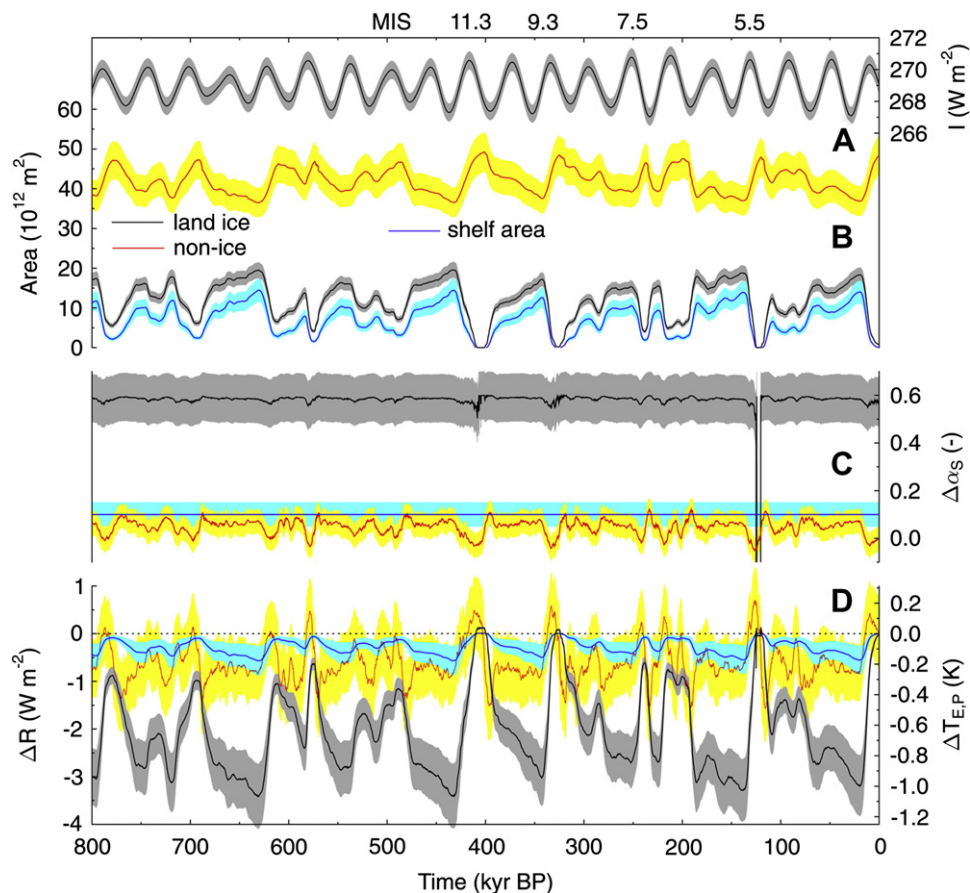 MIS 11.3 9.3 7.5 5.5
272
270
268
266
I (W m⁻²)
A
60
50
40
30
20
10
0
Area (10¹² m²)
land ice
non-ice
shelf area
B
0.6
0.4
0.2
0.0
Δα_S (-)
C
D
1
0
-1
-2
-3
-4
ΔR (W m⁻²)
0.2
0.0
-0.2
-0.4
-0.6
-0.8
-1.0
-1.2
ΔT_E,P (K)
800 700 600 500 400 300 200 100 0
Time (kyr BP)